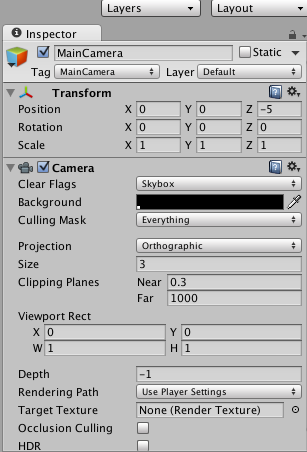 Layers Layout
Inspector
MainCamera Static
Tag MainCamera Layer Default
Transform
Position X 0 Y 0 Z -5
Rotation X 0 Y 0 Z 0
Scale X 1 Y 1 Z 1
Camera
Clear Flags Skybox
Background
Culling Mask Everything
Projection Orthographic
Size 3
Clipping Planes Near 0.3
Far 1000
Viewport Rect
X 0 Y 0
W 1 H 1
Depth -1
Rendering Path Use Player Settings
Target Texture None (Render Texture)
Occlusion Culling
HDR